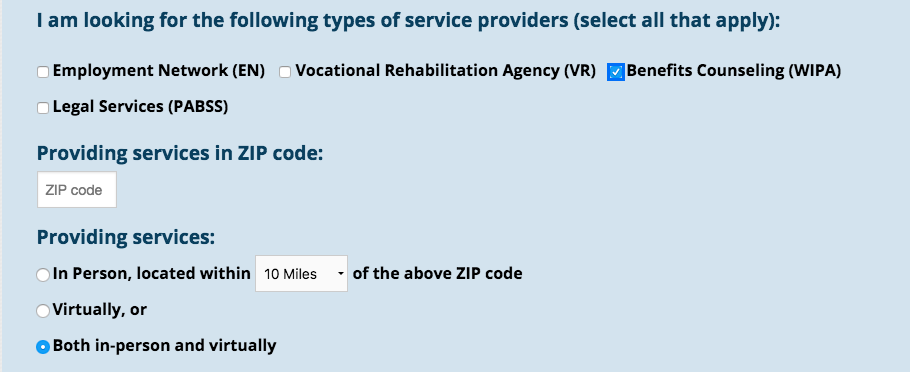 I am looking for the following types of service providers (select all that apply):
Employment Network (EN) Vocational Rehabilitation Agency (VR) Benefits Counseling (WIPA)
Legal Services (PABSS)
Providing services in ZIP code:
ZIP code
Providing services:
In Person, located within 10 Miles of the above ZIP code
Virtually, or
Both in-person and virtually